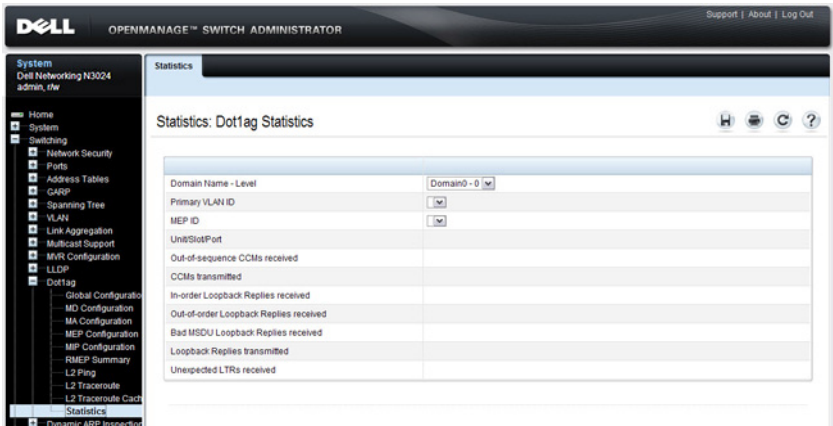 Support | About | Log Out
DELL
OPENMANAGE™ SWITCH ADMINISTRATOR
System
Dell Networking N3024
admin, r/w
Statistics
Home
System
Switching
Network Security
Ports
Address Tables
GARP
Spanning Tree
VLAN
Link Aggregation
Multicast Support
MVR Configuration
LLDP
Dot1ag
Global Configuratio
MD Configuration
MA Configuration
MEP Configuration
MIP Configuration
RMEP Summary
L2 Ping
L2 Traceroute
L2 Traceroute Cach
Statistics
Dynamic ARP Inspection
Statistics: Dot1ag Statistics
Domain Name - Level Domain0 - 0
Primary VLAN ID
MEP ID
Unit/Slot/Port
Out-of-sequence CCMs received
CCMs transmitted
In-order Loopback Replies received
Out-of-order Loopback Replies received
Bad MSDU Loopback Replies received
Loopback Replies transmitted
Unexpected LTRs received